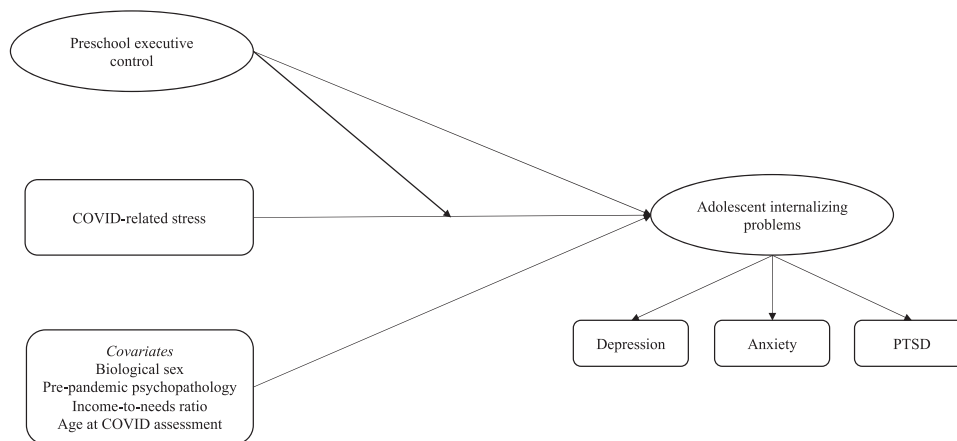 Preschool executive
control
COVID-related stress
Adolescent internalizing
problems
Depression
Anxiety
PTSD
Covariates
Biological sex
Pre-pandemic psychopathology
Income-to-needs ratio
Age at COVID assessment